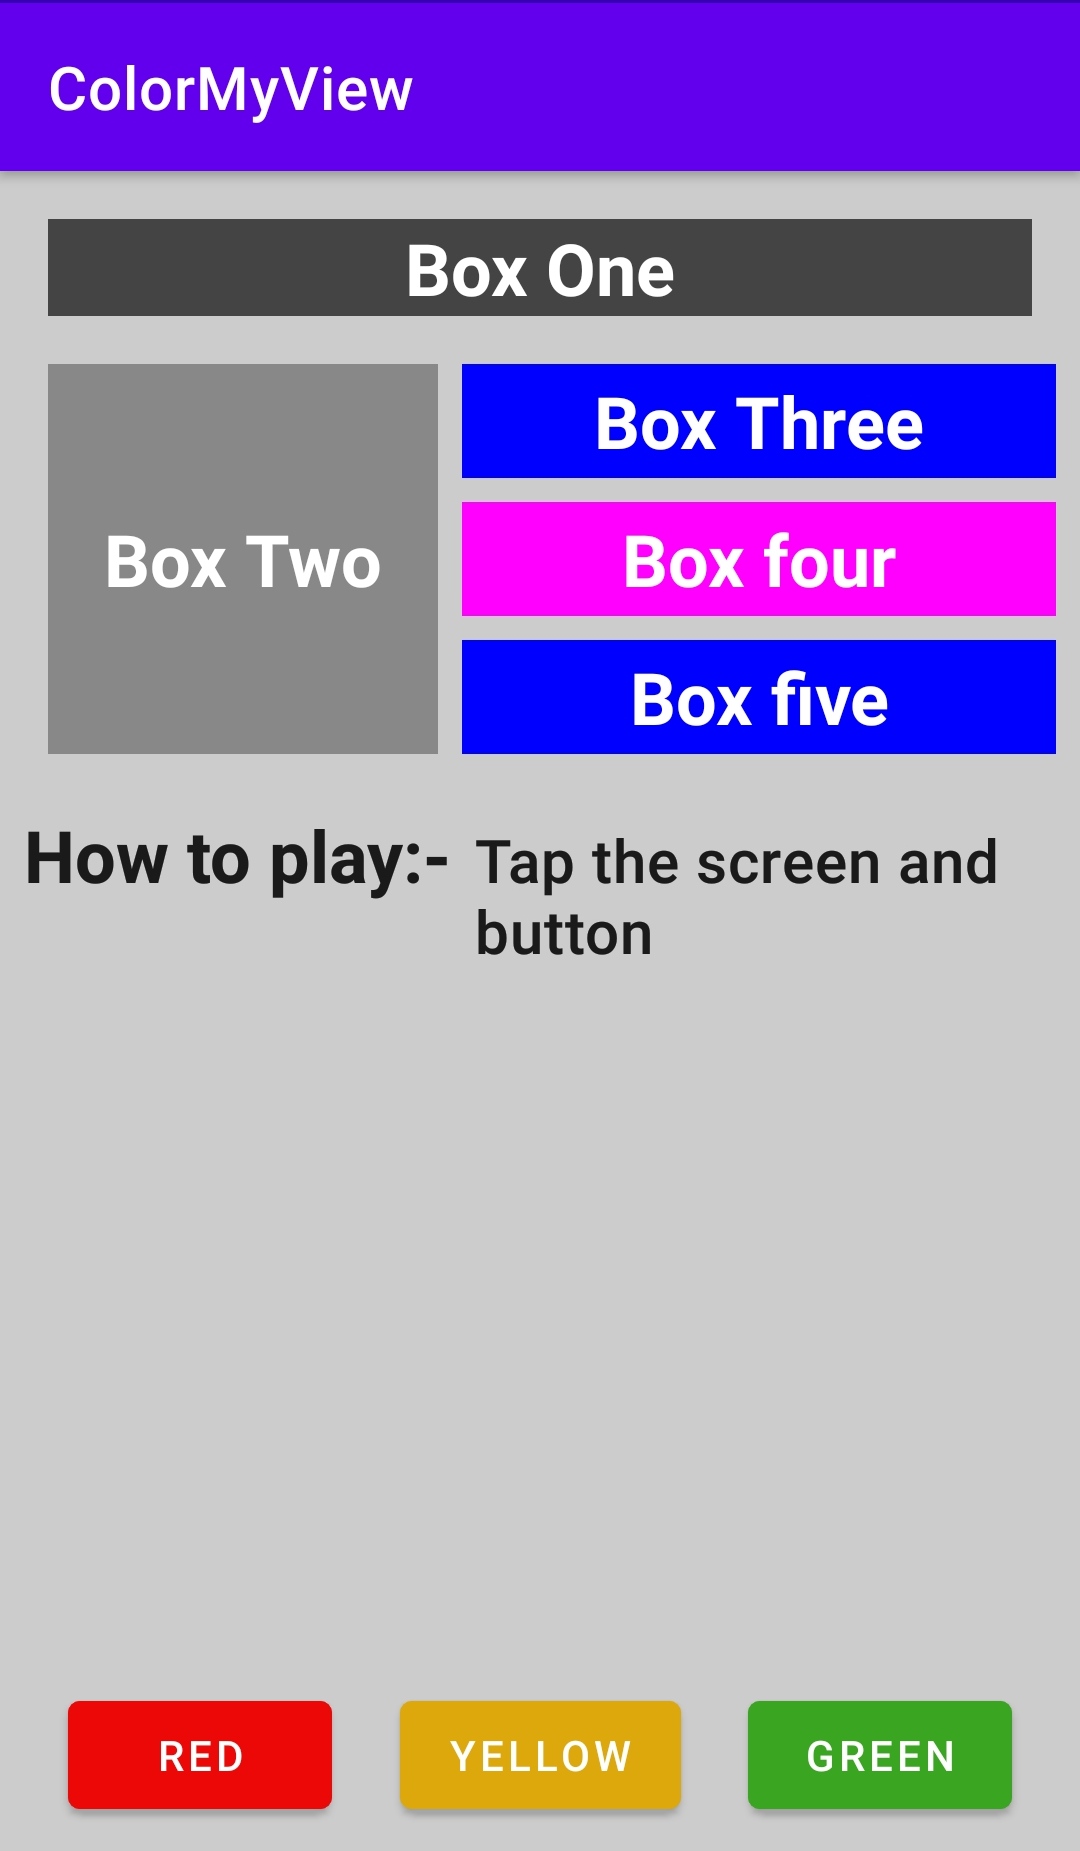 ColorMyView
Box One
Box Two
Box Three
Box four
Box five
How to play:- Tap the screen and
button
RED
YELLOW
GREEN